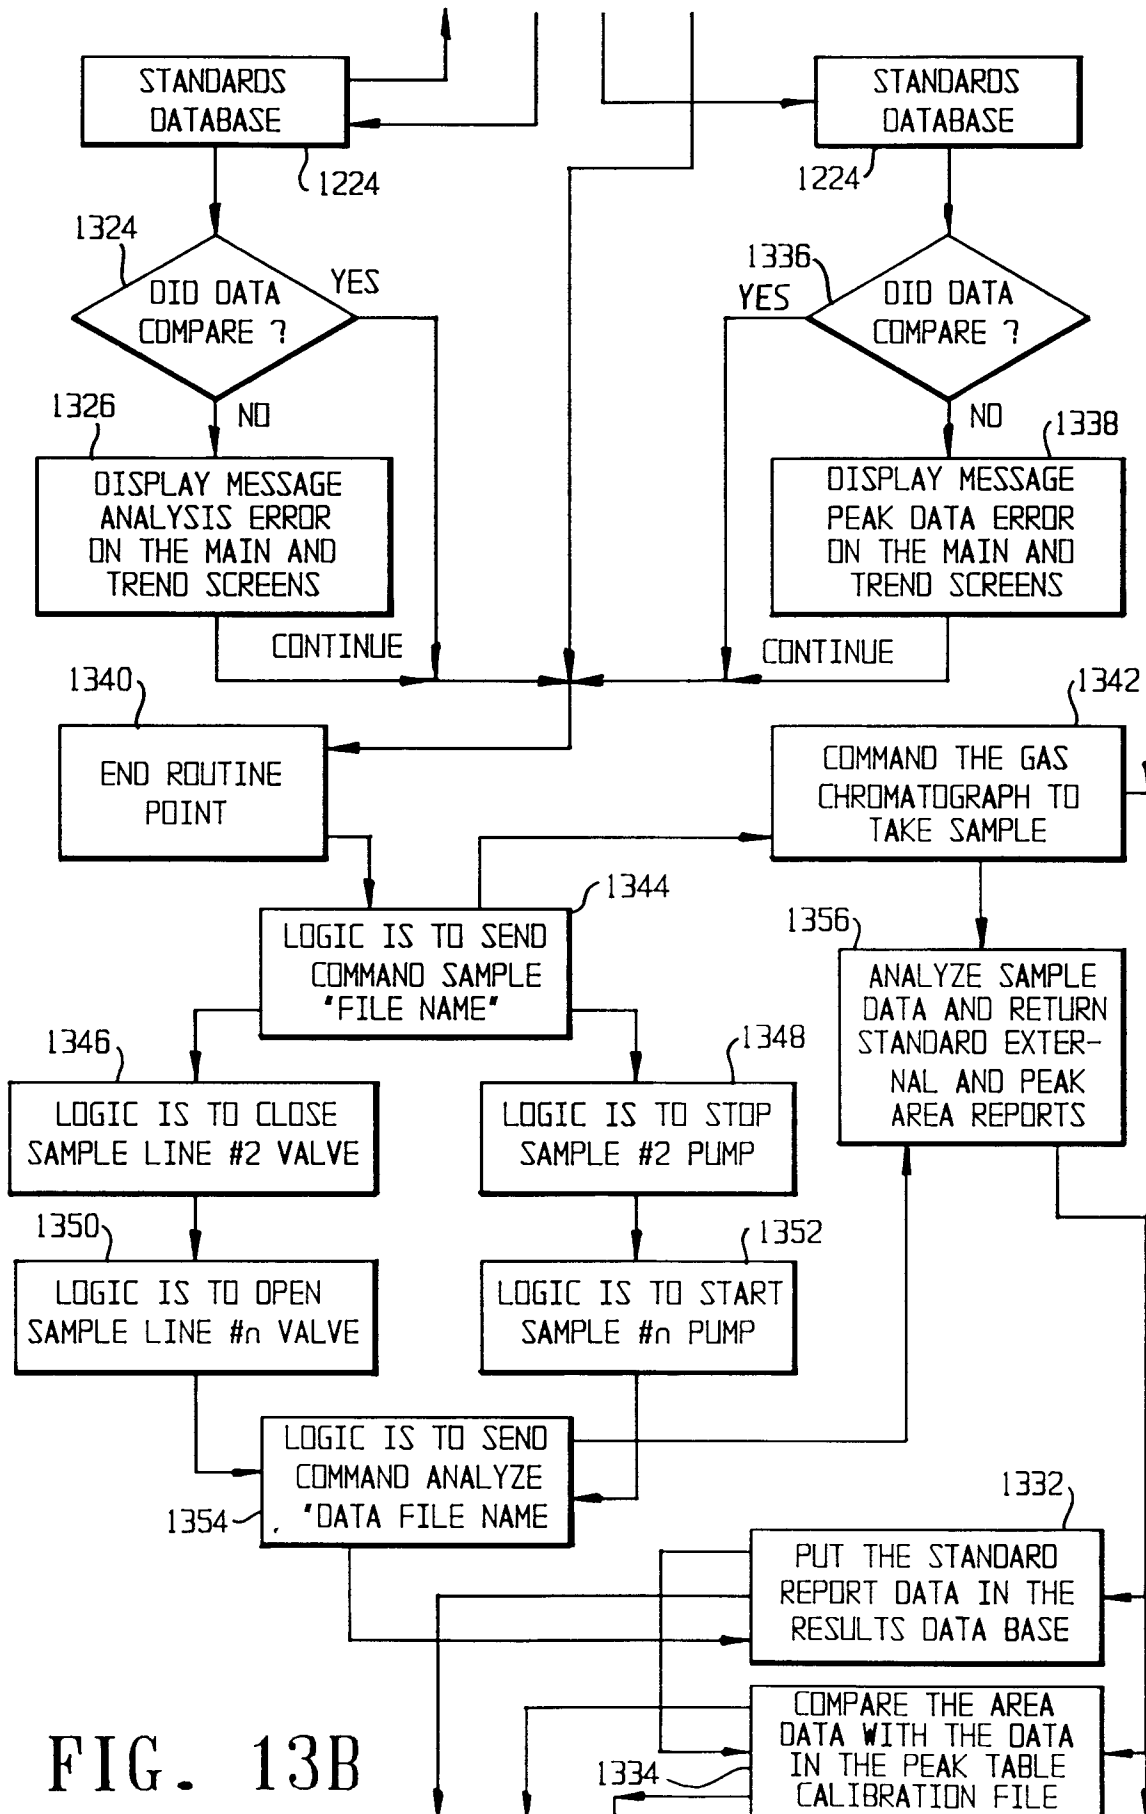 STANDARDS
DATABASE
1224
STANDARDS
DATABASE
1224
1324
DID DATA
COMPARE ?
YES
NO
1336
DID DATA
COMPARE ?
YES
NO
1326
DISPLAY MESSAGE
ANALYSIS ERROR
ON THE MAIN AND
TREND SCREENS
CONTINUE
1338
DISPLAY MESSAGE
PEAK DATA ERROR
ON THE MAIN AND
TREND SCREENS
CONTINUE
1340
END ROUTINE
POINT
1342
COMMAND THE GAS
CHROMATOGRAPH TO
TAKE SAMPLE
1344
LOGIC IS TO SEND
COMMAND SAMPLE
"FILE NAME"
1356
ANALYZE SAMPLE
DATA AND RETURN
STANDARD EXTER-
NAL AND PEAK
AREA REPORTS
1346
LOGIC IS TO CLOSE
SAMPLE LINE #2 VALVE
1348
LOGIC IS TO STOP
SAMPLE #2 PUMP
1350
LOGIC IS TO OPEN
SAMPLE LINE #n VALVE
1352
LOGIC IS TO START
SAMPLE #n PUMP
LOGIC IS TO SEND
COMMAND ANALYZE
"DATA FILE NAME
1354
1332
PUT THE STANDARD
REPORT DATA IN THE
RESULTS DATA BASE
COMPARE THE AREA
DATA WITH THE DATA
IN THE PEAK TABLE
CALIBRATION FILE
1334
FIG. 13B